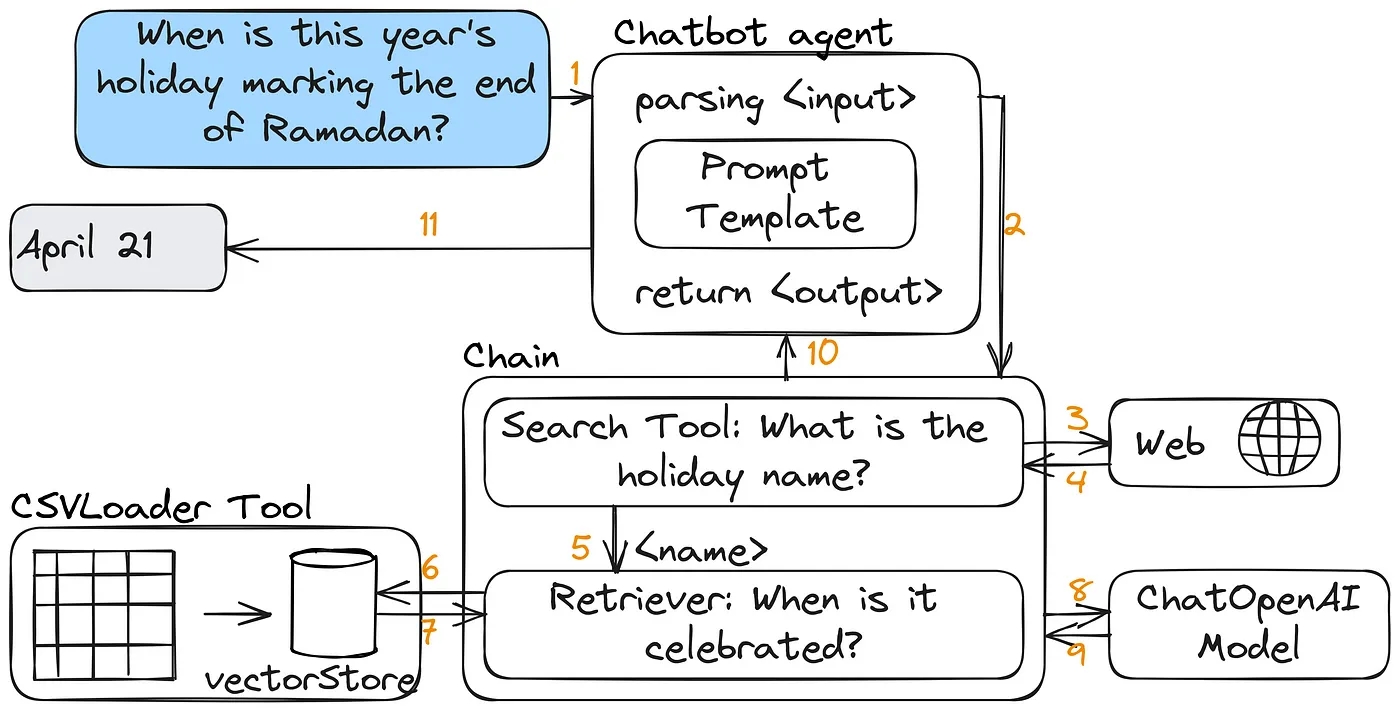 When is this year's
holiday marking the end
of Ramadan?
1
Chatbot agent
parsing <input>
Prompt
Template
return <output>
2
11
April 21
10
Chain
Search Tool: What is the
holiday name?
3
4
Web
5
<name>
CSVLoader Tool
vectorStore
6
7
Retriever: When is it
celebrated?
8
9
ChatOpenAI
Model